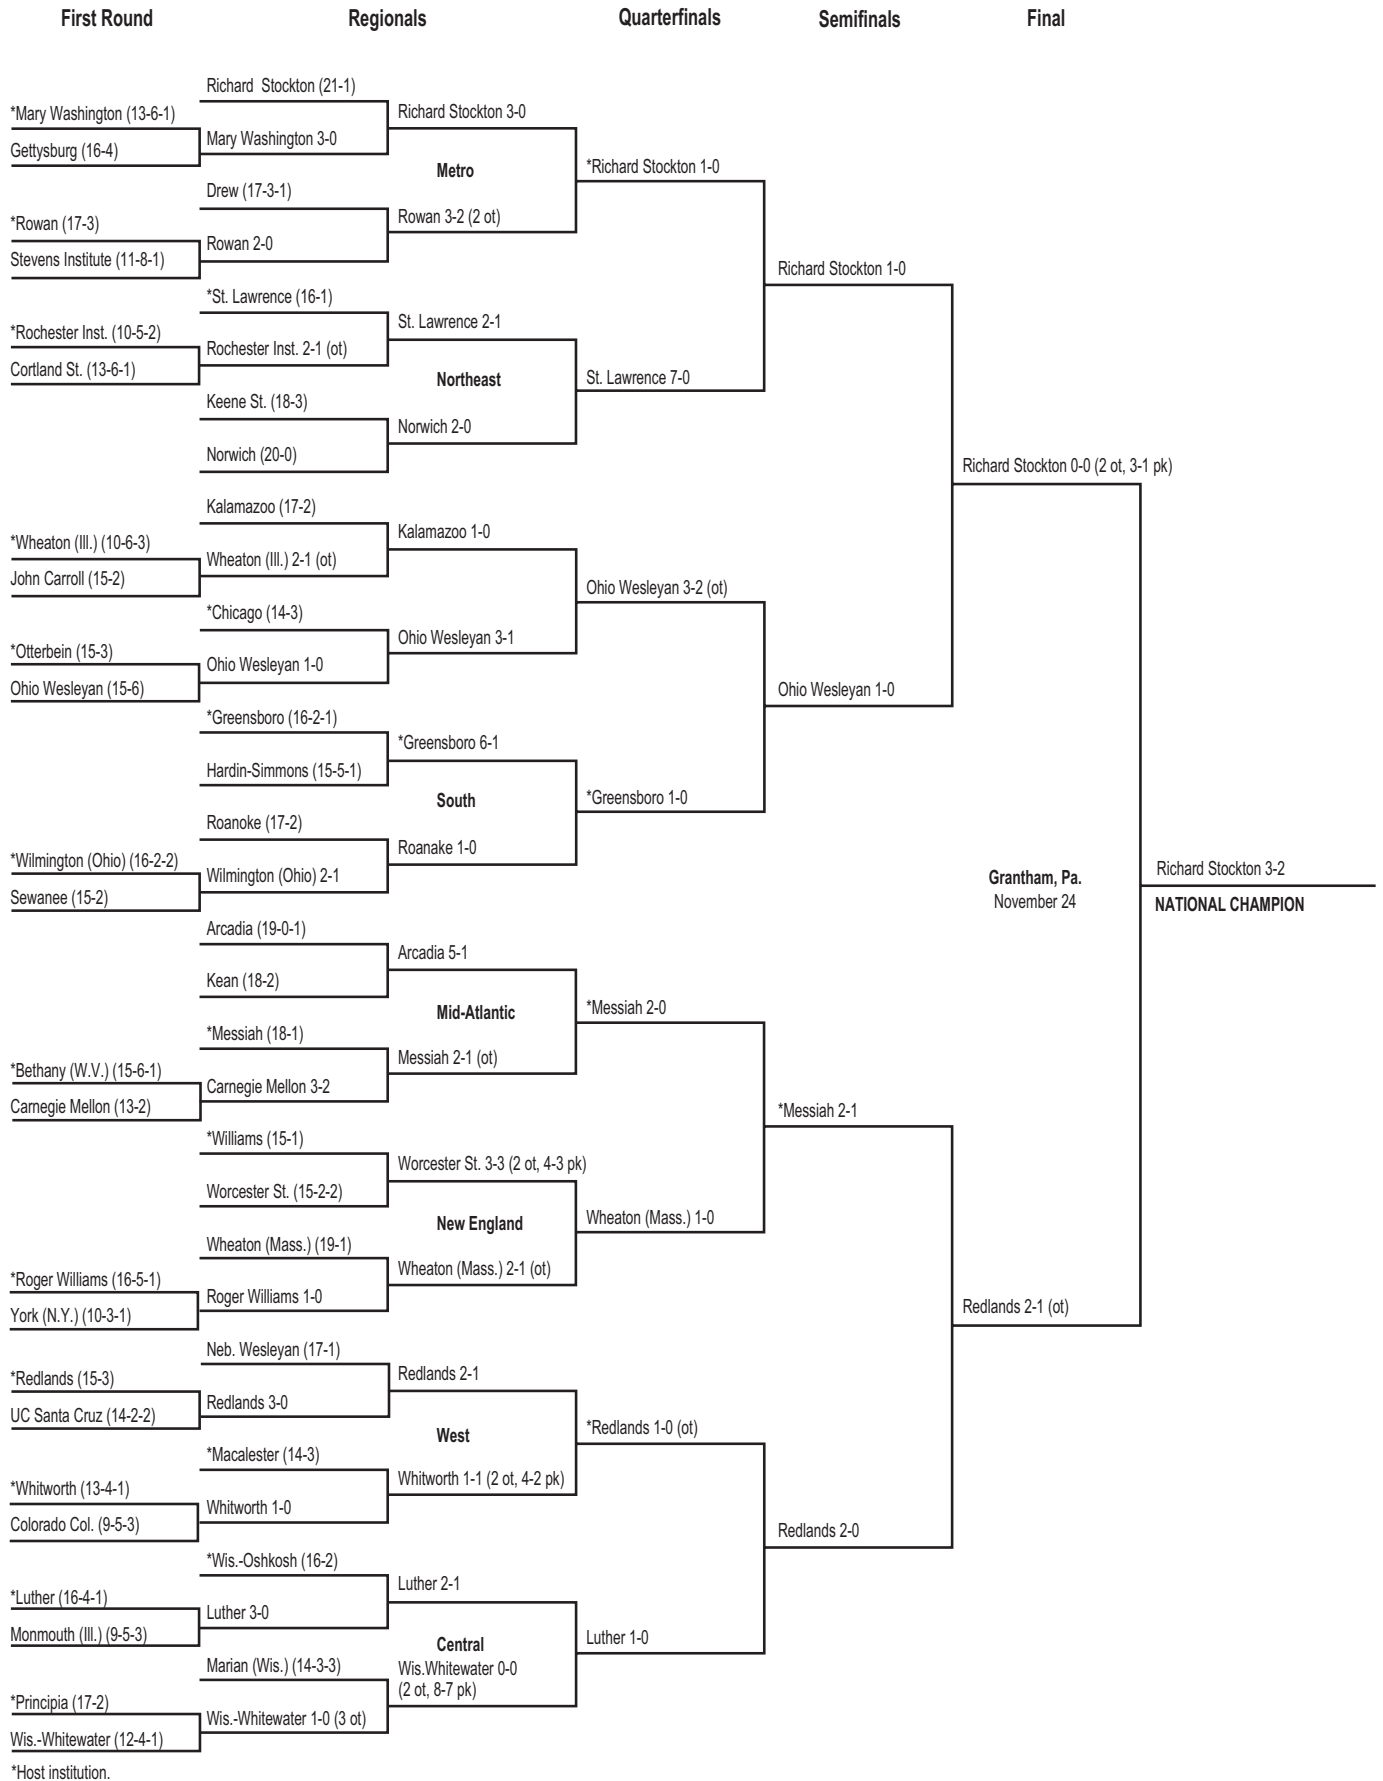 First Round
Regionals
Quarterfinals
Semifinals
Final
Richard Stockton (21-1)
*Mary Washington (13-6-1)
Gettysburg (16-4)
Mary Washington 3-0
Richard Stockton 3-0
Metro
*Richard Stockton 1-0
Drew (17-3-1)
*Rowan (17-3)
Stevens Institute (11-8-1)
Rowan 2-0
Rowan 3-2 (2 ot)
Richard Stockton 1-0
*St. Lawrence (16-1)
*Rochester Inst. (10-5-2)
Cortland St. (13-6-1)
Rochester Inst. 2-1 (ot)
St. Lawrence 2-1
Northeast
St. Lawrence 7-0
Keene St. (18-3)
Norwich (20-0)
Norwich 2-0
Richard Stockton 0-0 (2 ot, 3-1 pk)
Kalamazoo (17-2)
*Wheaton (Ill.) (10-6-3)
John Carroll (15-2)
Wheaton (Ill.) 2-1 (ot)
Kalamazoo 1-0
Ohio Wesleyan 3-2 (ot)
*Chicago (14-3)
*Otterbein (15-3)
Ohio Wesleyan (15-6)
Ohio Wesleyan 1-0
Ohio Wesleyan 3-1
Ohio Wesleyan 1-0
*Greensboro (16-2-1)
Hardin-Simmons (15-5-1)
*Greensboro 6-1
South
*Greensboro 1-0
Roanoke (17-2)
*Wilmington (Ohio) (16-2-2)
Sewanee (15-2)
Wilmington (Ohio) 2-1
Roanake 1-0
Grantham, Pa.
November 24
Richard Stockton 3-2
NATIONAL CHAMPION
Arcadia (19-0-1)
Kean (18-2)
Arcadia 5-1
Mid-Atlantic
*Messiah 2-0
*Messiah (18-1)
*Bethany (W.V.) (15-6-1)
Carnegie Mellon (13-2)
Carnegie Mellon 3-2
Messiah 2-1 (ot)
*Messiah 2-1
*Williams (15-1)
Worcester St. (15-2-2)
Worcester St. 3-3 (2 ot, 4-3 pk)
New England
Wheaton (Mass.) 1-0
Wheaton (Mass.) (19-1)
*Roger Williams (16-5-1)
York (N.Y.) (10-3-1)
Roger Williams 1-0
Wheaton (Mass.) 2-1 (ot)
Redlands 2-1 (ot)
Neb. Wesleyan (17-1)
*Redlands (15-3)
UC Santa Cruz (14-2-2)
Redlands 3-0
Redlands 2-1
West
*Redlands 1-0 (ot)
*Macalester (14-3)
*Whitworth (13-4-1)
Colorado Col. (9-5-3)
Whitworth 1-0
Whitworth 1-1 (2 ot, 4-2 pk)
Redlands 2-0
*Wis.-Oshkosh (16-2)
*Luther (16-4-1)
Monmouth (Ill.) (9-5-3)
Luther 3-0
Luther 2-1
Central
Luther 1-0
Marian (Wis.) (14-3-3)
*Principia (17-2)
Wis.-Whitewater (12-4-1)
Wis.-Whitewater 1-0 (3 ot)
Wis.Whitewater 0-0
(2 ot, 8-7 pk)
*Host institution.